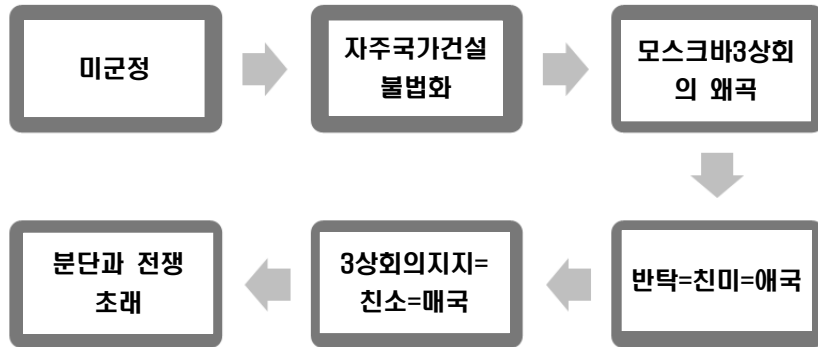 미군정
자주국가건설
불법화
모스크바3상회
의 왜곡
반탁=친미=애국
3상회의지지=
친소=매국
분단과 전쟁
초래